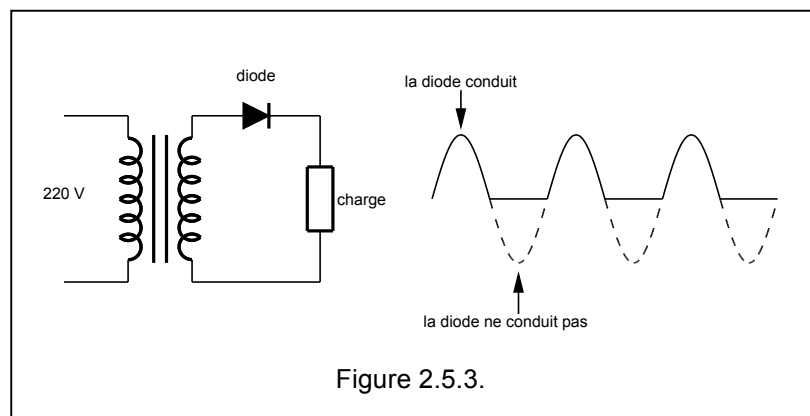 diode
la diode conduit
220 V
charge
la diode ne conduit pas
Figure 2.5.3.